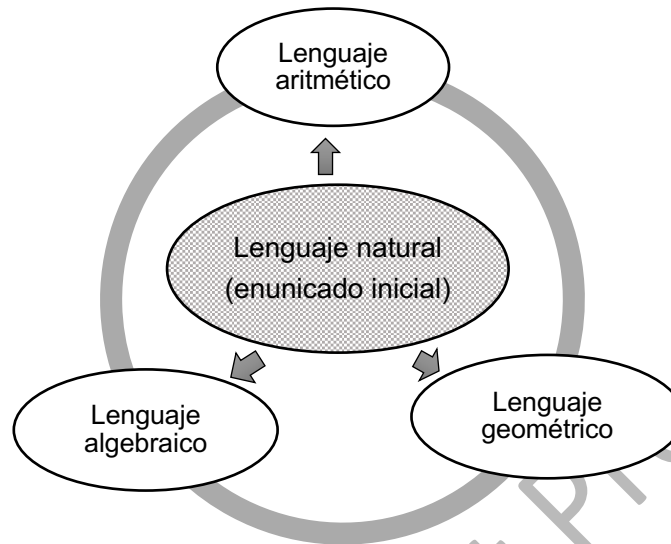 Lenguaje
aritmético
Lenguaje natural
(enunicado inicial)
Lenguaje
algebraico
Lenguaje
geométrico